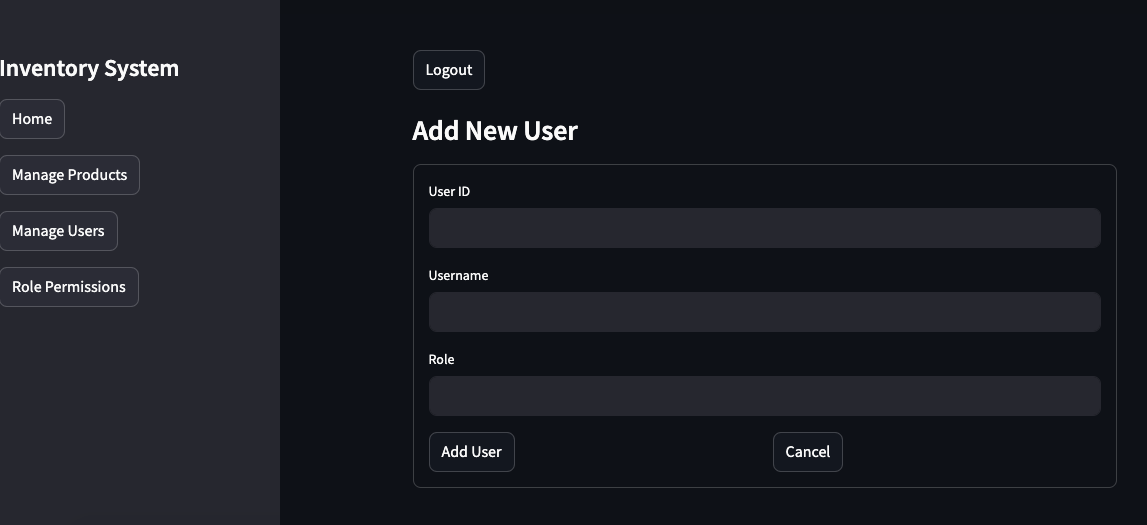 Inventory System
Home
Manage Products
Manage Users
Role Permissions
Logout
Add New User
User ID
Username
Role
Add User
Cancel